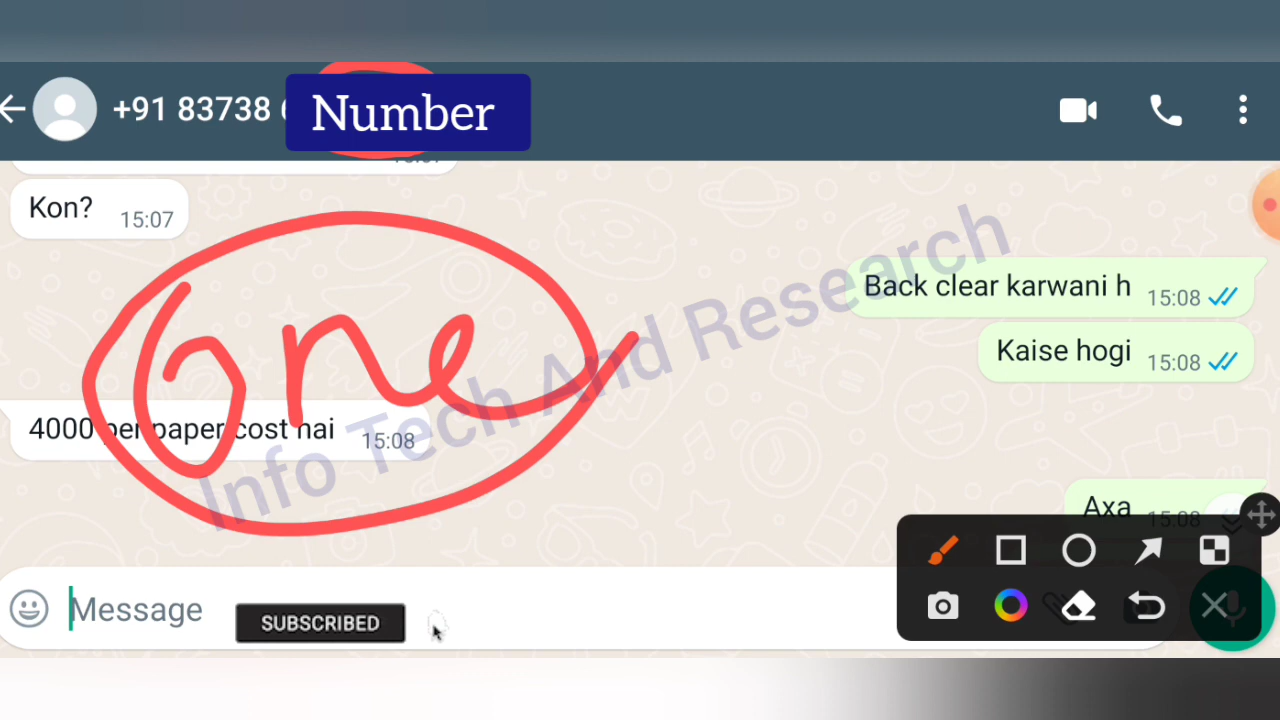 +91 83738
Number
Kon? 15:07
Back clear karwani h 15:08
Kaise hogi 15:08
One
4000 per paper cost hai 15:08
Info Tech And Research
Axa 15:08
Message
SUBSCRIBED